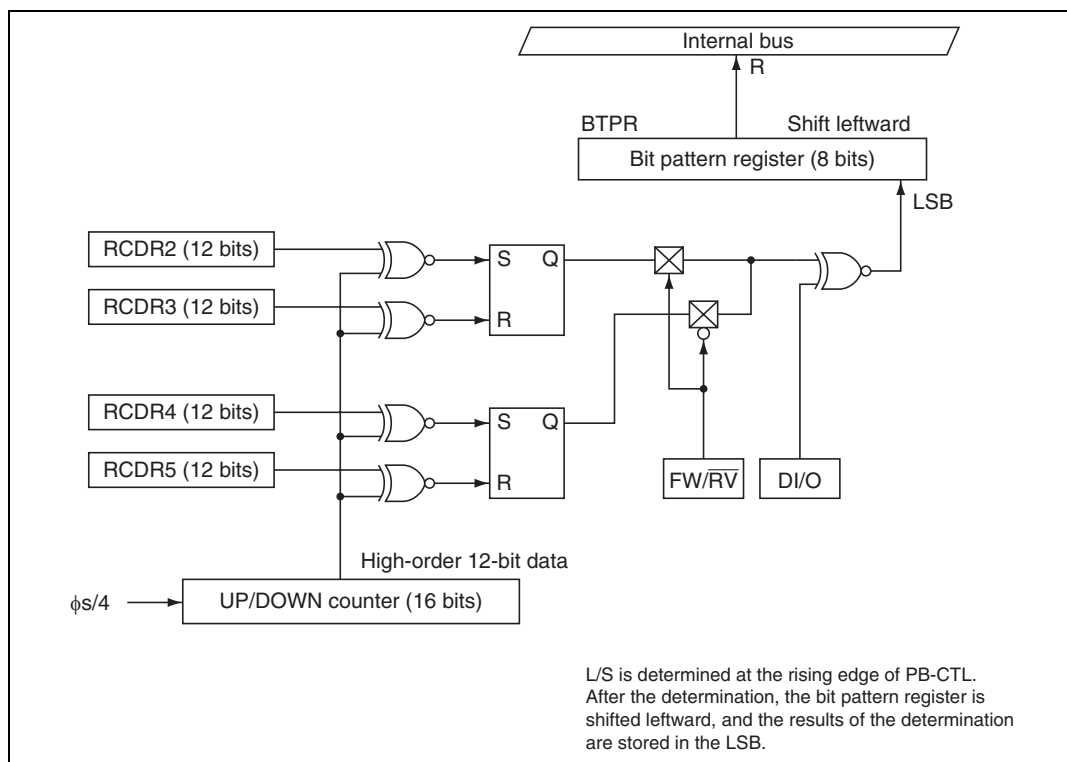 Internal bus
R
BTPR
Shift leftward
Bit pattern register (8 bits)
LSB
RCDR2 (12 bits)
S
Q
RCDR3 (12 bits)
R
RCDR4 (12 bits)
S
Q
RCDR5 (12 bits)
R
FW/R̅V̅
DI/O
High-order 12-bit data
ϕs/4
UP/DOWN counter (16 bits)
L/S is determined at the rising edge of PB-CTL.
After the determination, the bit pattern register is
shifted leftward, and the results of the determination
are stored in the LSB.